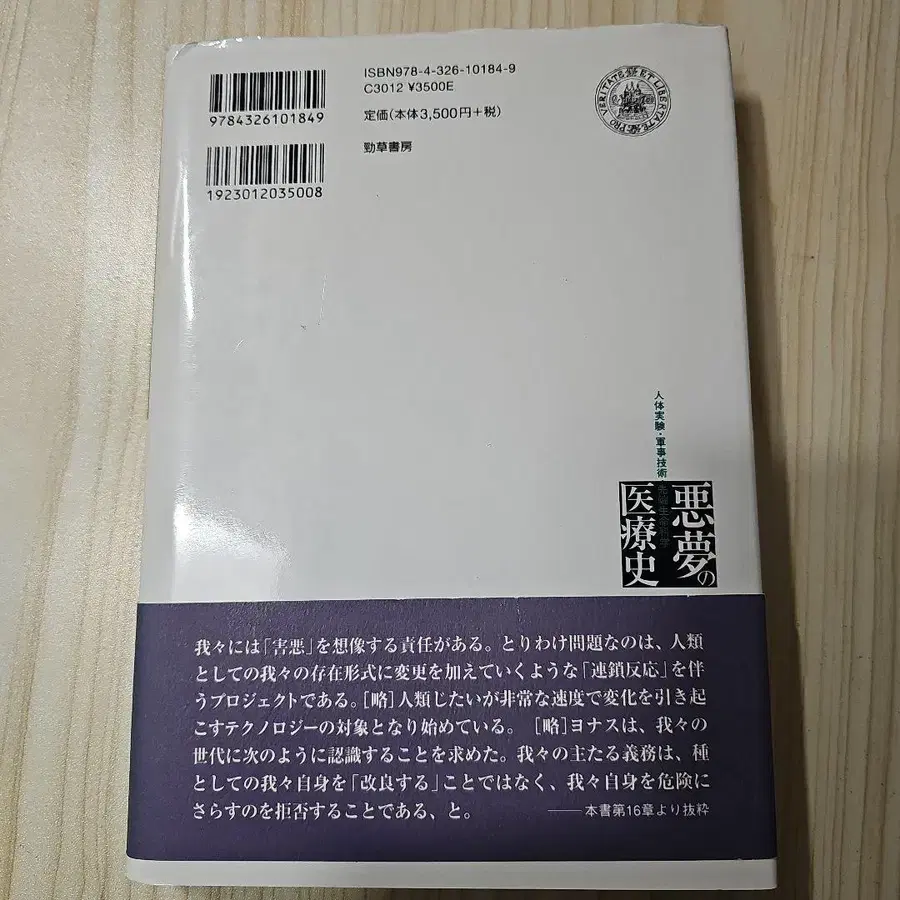 ISBN978-4-326-10184-9
C3012 ¥3500E
定価(本体3,500円+税)
勁草書房
9784326101849
1923012035008
PRO VERITATE ET LIBERTATE
人体実験・軍事技術・先端生命科学
悪夢の
医療史
我々には「害悪」を想像する責任がある。とりわけ問題なのは、人類
としての我々の存在形式に変更を加えていくような「連鎖反応」を伴
うプロジェクトである。[略]人類じたいが非常な速度で変化を引き起
こすテクノロジーの対象となり始めている。 [略]ヨナスは、我々の
世代に次のように認識することを求めた。我々の主たる義務は、種
としての我々自身を「改良する」ことではなく、我々自身を危険に
さらすのを拒否することである、と。 ——本書第16章より抜粋